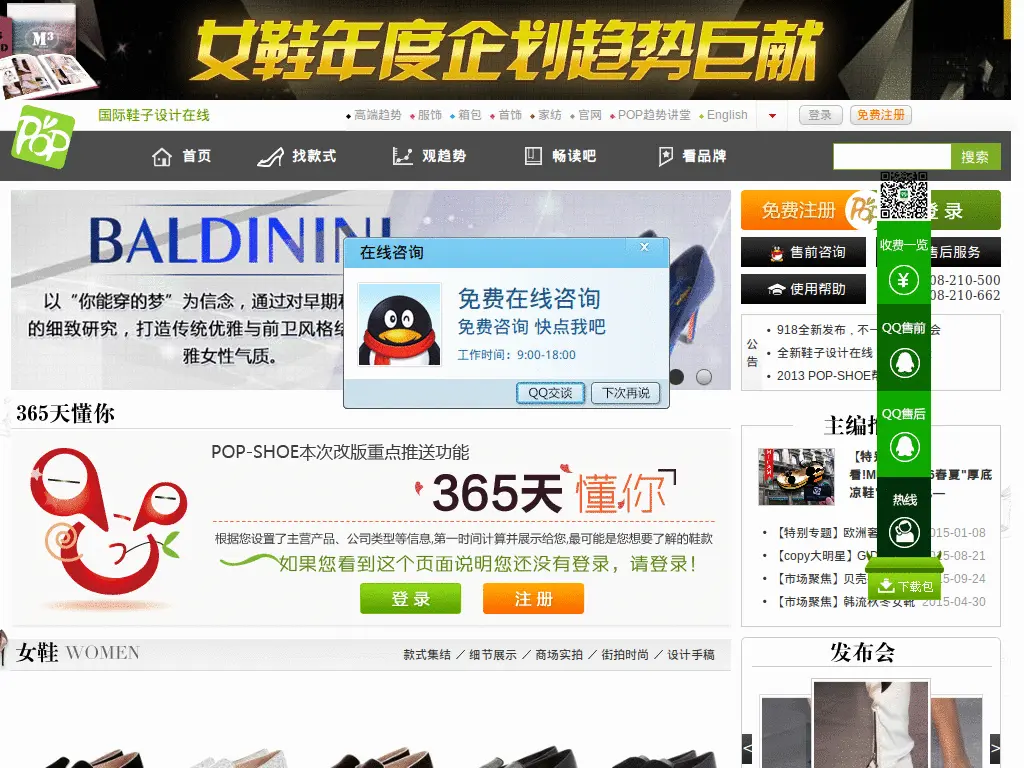 M³
女鞋年度企划趋势巨献
POP
国际鞋子设计在线
高端趋势 服饰 箱包 首饰 家纺 官网 POP趋势讲堂 English
登录 免费注册
首页 找款式 观趋势 畅读吧 看品牌
搜索
BALDININI
以“你能穿的梦”为信念，通过对早期
的细致研究，打造传统优雅与前卫风格
雅女性气质。
免费注册 登录
售前咨询 售后服务
使用帮助
08-210-500
08-210-662
公告
918全新发布，不一 会
全新鞋子设计在线
2013 POP-SHOE
收费一览
QQ售前
QQ售后
热线
下载包
在线咨询
免费在线咨询
免费咨询 快点我吧
工作时间：9:00-18:00
QQ交谈 下次再说
365天懂你
POP-SHOE本次改版重点推送功能
365天 懂你
根据您设置了主营产品、公司类型等信息,第一时间计算并展示给您,最可能是您想要了解的鞋款
如果您看到这个页面说明您还没有登录，请登录！
登录 注册
主编推
【特
看!M 6春夏"厚底
凉鞋" 一
【特别专题】欧洲奢 2015-01-08
【copy大明星】G D 2015-08-21
【市场聚焦】贝壳 2015-09-24
【市场聚焦】韩流秋冬女靴 2015-04-30
女鞋 WOMEN
款式集结 ／ 细节展示 ／ 商场实拍 ／ 街拍时尚 ／ 设计手稿
发布会
< >